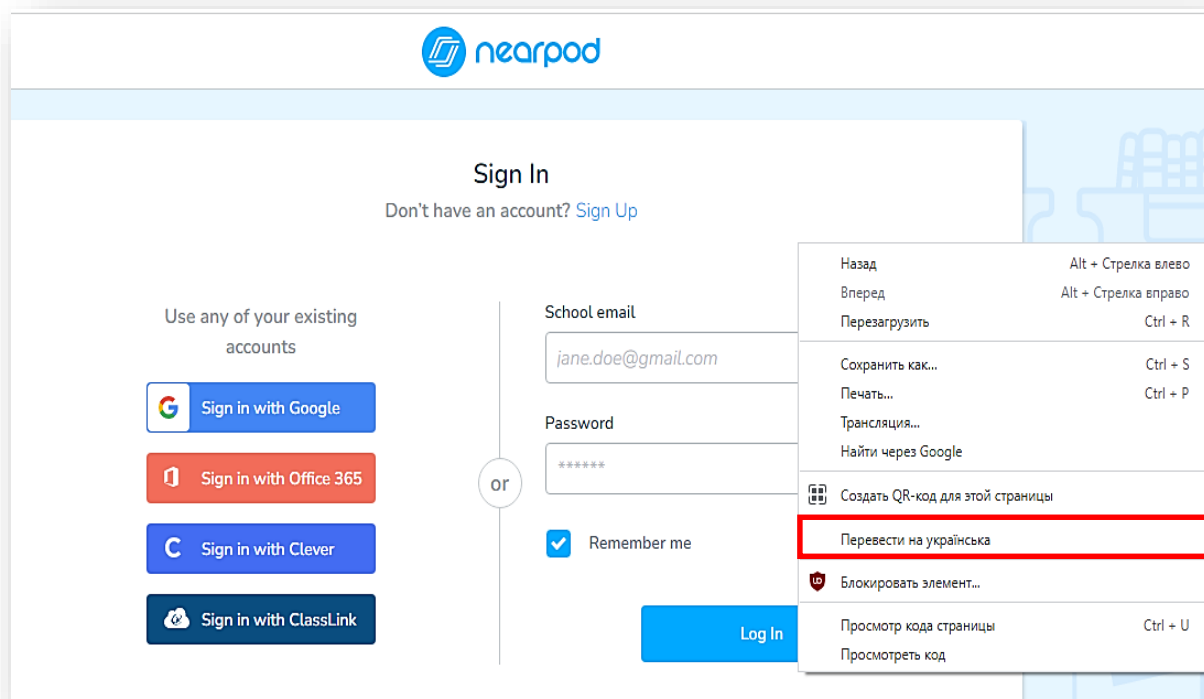 nearpod
Sign In
Don't have an account? Sign Up
Use any of your existing
accounts
Sign in with Google
Sign in with Office 365
Sign in with Clever
Sign in with ClassLink
or
School email
jane.doe@gmail.com
Password
******
Remember me
Log In
Назад Alt + Стрелка влево
Вперед Alt + Стрелка вправо
Перезагрузить Ctrl + R
Сохранить как... Ctrl + S
Печать... Ctrl + P
Трансляция...
Найти через Google
Создать QR-код для этой страницы
Перевести на українська
Блокировать элемент...
Просмотр кода страницы Ctrl + U
Просмотреть код